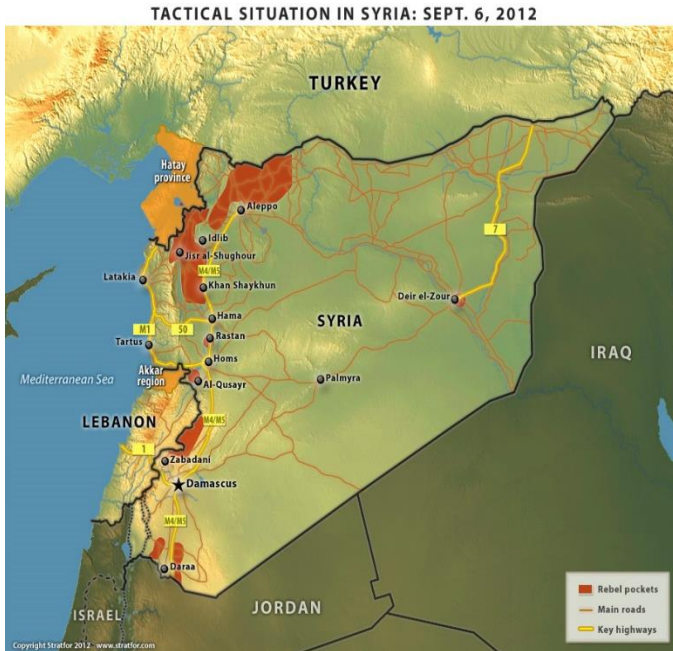 TACTICAL SITUATION IN SYRIA: SEPT. 6, 2012
TURKEY
Hatay
province
Aleppo
Idlib
Jisr al-Shughour
7
M4/M5
Latakia
Khan Shaykhun
Deir el-Zour
Hama
SYRIA
M1
50
Rastan
Tartus
IRAQ
Homs
Akkar
region
Mediterranean Sea
Al-Qusayr
Palmyra
LEBANON
M4/M5
1
Zabadani
Damascus
M4/M5
Daraa
Rebel pockets
ISRAEL
JORDAN
Main roads
Key highways
Copyright Stratfor 2012 www.stratfor.com